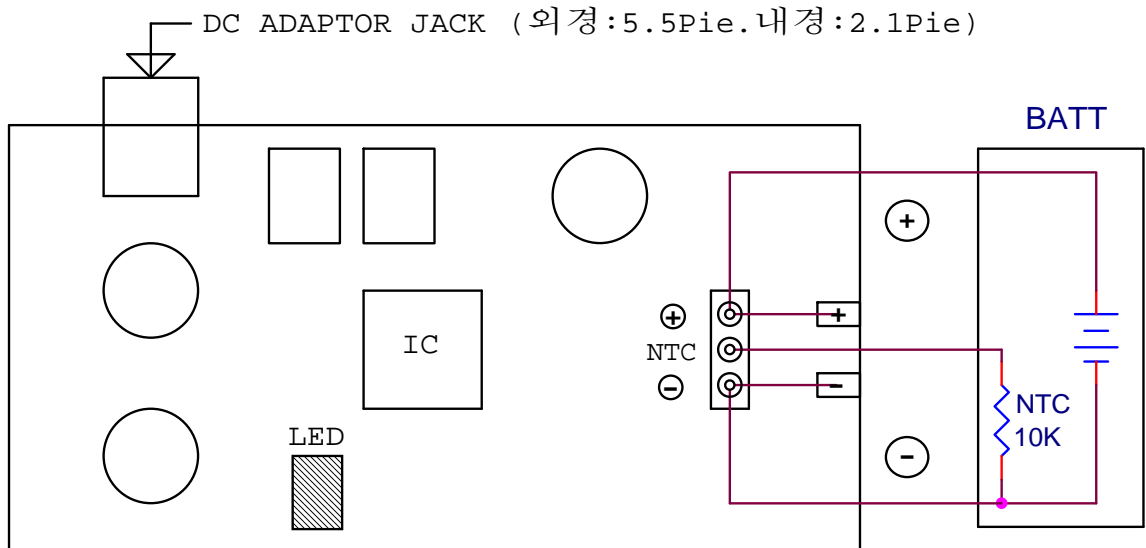 DC ADAPTOR JACK (외경:5.5Pie.내경:2.1Pie)
BATT
+
+
+
IC
NTC
-
-
NTC
10K
LED
-